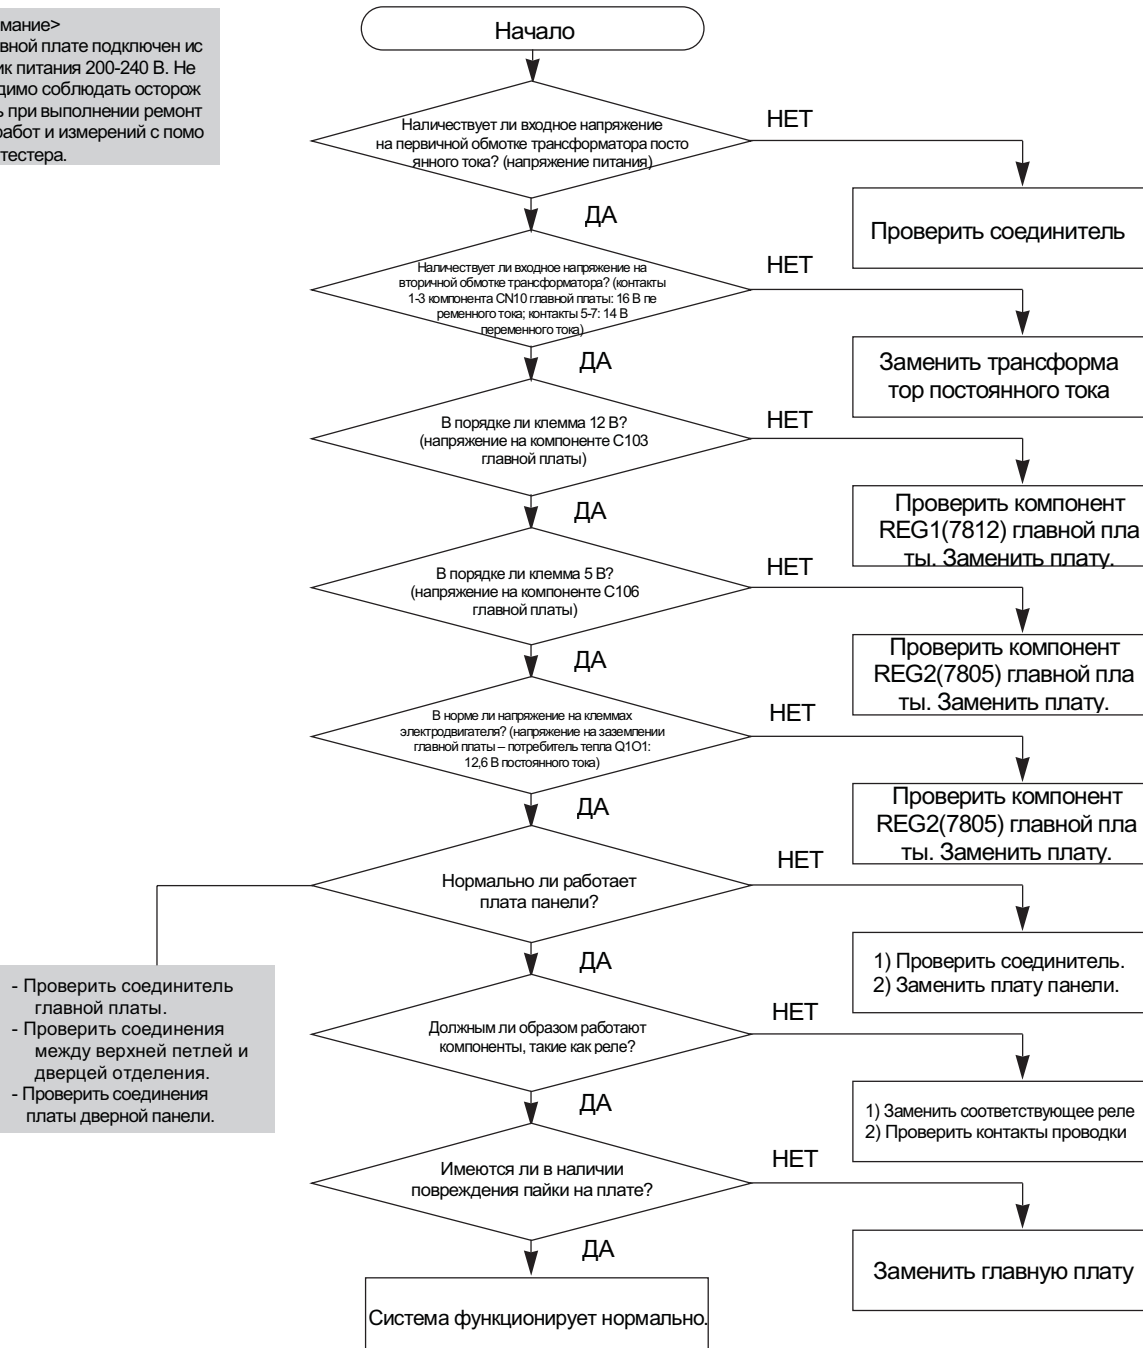 мание>
вной плате подключен ис
ик питания 200-240 В. Не
димо соблюдать осторож
ь при выполнении ремонт
работ и измерений с помо
тестера.
Начало
Наличествует ли входное напряжение
на первичной обмотке трансформатора посто
янного тока? (напряжение питания)
НЕТ
Проверить соединитель
ДА
Наличествует ли входное напряжение на
вторичной обмотке трансформатора? (контакты
1-3 компонента CN10 главной платы: 16 В пе
ременного тока; контакты 5-7: 14 В
переменного тока)
НЕТ
Заменить трансформа
тор постоянного тока
ДА
В порядке ли клемма 12 В?
(напряжение на компоненте С103
главной платы)
НЕТ
Проверить компонент
REG1(7812) главной пла
ты. Заменить плату.
ДА
В порядке ли клемма 5 В?
(напряжение на компоненте С106
главной платы)
НЕТ
Проверить компонент
REG2(7805) главной пла
ты. Заменить плату.
ДА
В норме ли напряжение на клеммах
электродвигателя? (напряжение на заземлении
главной платы – потребитель тепла Q1O1:
12,6 В постоянного тока)
НЕТ
Проверить компонент
REG2(7805) главной пла
ты. Заменить плату.
ДА
Нормально ли работает
плата панели?
НЕТ
1) Проверить соединитель.
2) Заменить плату панели.
- Проверить соединитель
главной платы.
- Проверить соединения
между верхней петлей и
дверцей отделения.
- Проверить соединения
платы дверной панели.
ДА
Должным ли образом работают
компоненты, такие как реле?
НЕТ
1) Заменить соответствующее реле
2) Проверить контакты проводки
ДА
Имеются ли в наличии
повреждения пайки на плате?
НЕТ
Заменить главную плату
ДА
Система функционирует нормально.